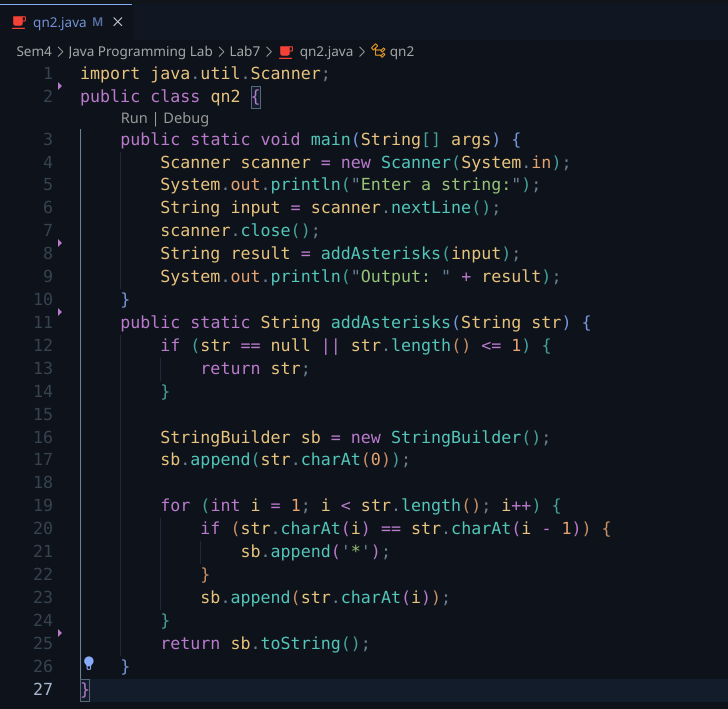 qn2.java M
Sem4 > Java Programming Lab > Lab7 > qn2.java > qn2
1 import java.util.Scanner;
2 public class qn2 {
Run | Debug
3     public static void main(String[] args) {
4         Scanner scanner = new Scanner(System.in);
5         System.out.println("Enter a string:");
6         String input = scanner.nextLine();
7         scanner.close();
8         String result = addAsterisks(input);
9         System.out.println("Output: " + result);
10     }
11     public static String addAsterisks(String str) {
12         if (str == null || str.length() <= 1) {
13             return str;
14         }
15
16         StringBuilder sb = new StringBuilder();
17         sb.append(str.charAt(0));
18
19         for (int i = 1; i < str.length(); i++) {
20             if (str.charAt(i) == str.charAt(i - 1)) {
21                 sb.append('*');
22             }
23             sb.append(str.charAt(i));
24         }
25         return sb.toString();
26     }
27 }